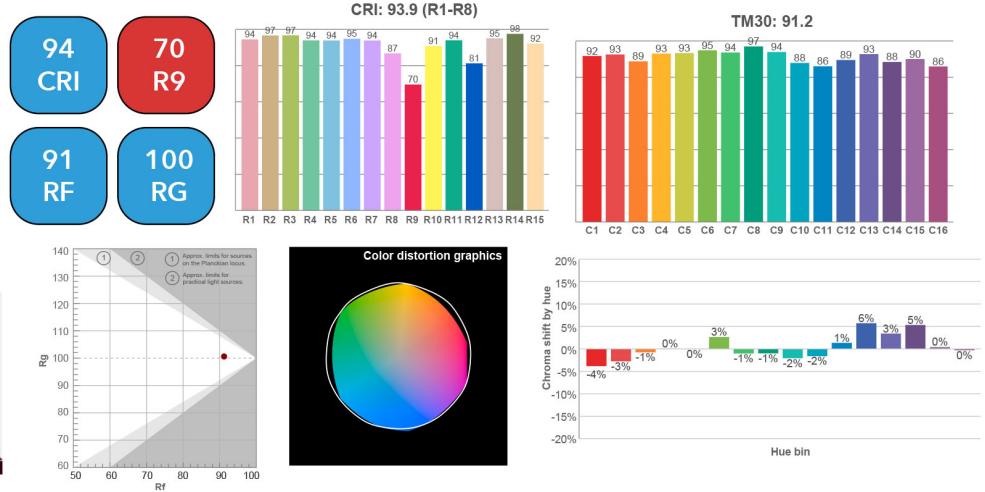 94
CRI
70
R9
91
RF
100
RG
CRI: 93.9 (R1-R8)
94 97 97 94 94 95 94 87 70 91 94 81 95 98 92
R1 R2 R3 R4 R5 R6 R7 R8 R9 R10 R11 R12 R13 R14 R15
TM30: 91.2
92 93 89 93 93 95 94 97 94 88 86 89 93 88 90 86
C1 C2 C3 C4 C5 C6 C7 C8 C9 C10 C11 C12 C13 C14 C15 C16
Rg
140
130
120
110
100
90
80
70
60
1 2
1 Approx. limits for sources
on the Planckian locus.
2 Approx. limits for
practical light sources.
50 60 70 80 90 100
Rf
Color distortion graphics
Chroma shift by hue
20%
15%
10%
5%
0%
-5%
-10%
-15%
-20%
-4% -3% -1% 0% 0% 3% -1% -1% -2% -2% 1% 6% 3% 5% 0% 0%
Hue bin